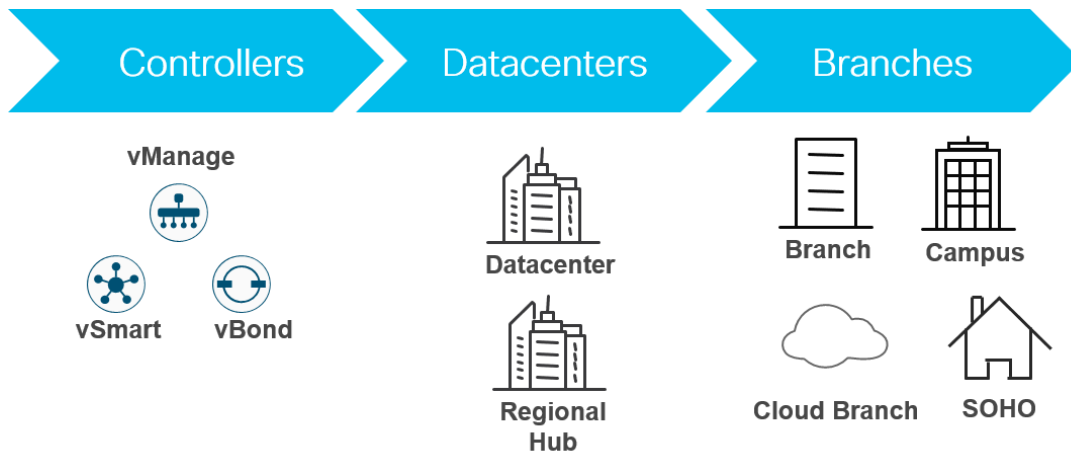 Controllers
Datacenters
Branches
vManage
vSmart
vBond
Datacenter
Regional
Hub
Branch
Campus
Cloud Branch
SOHO